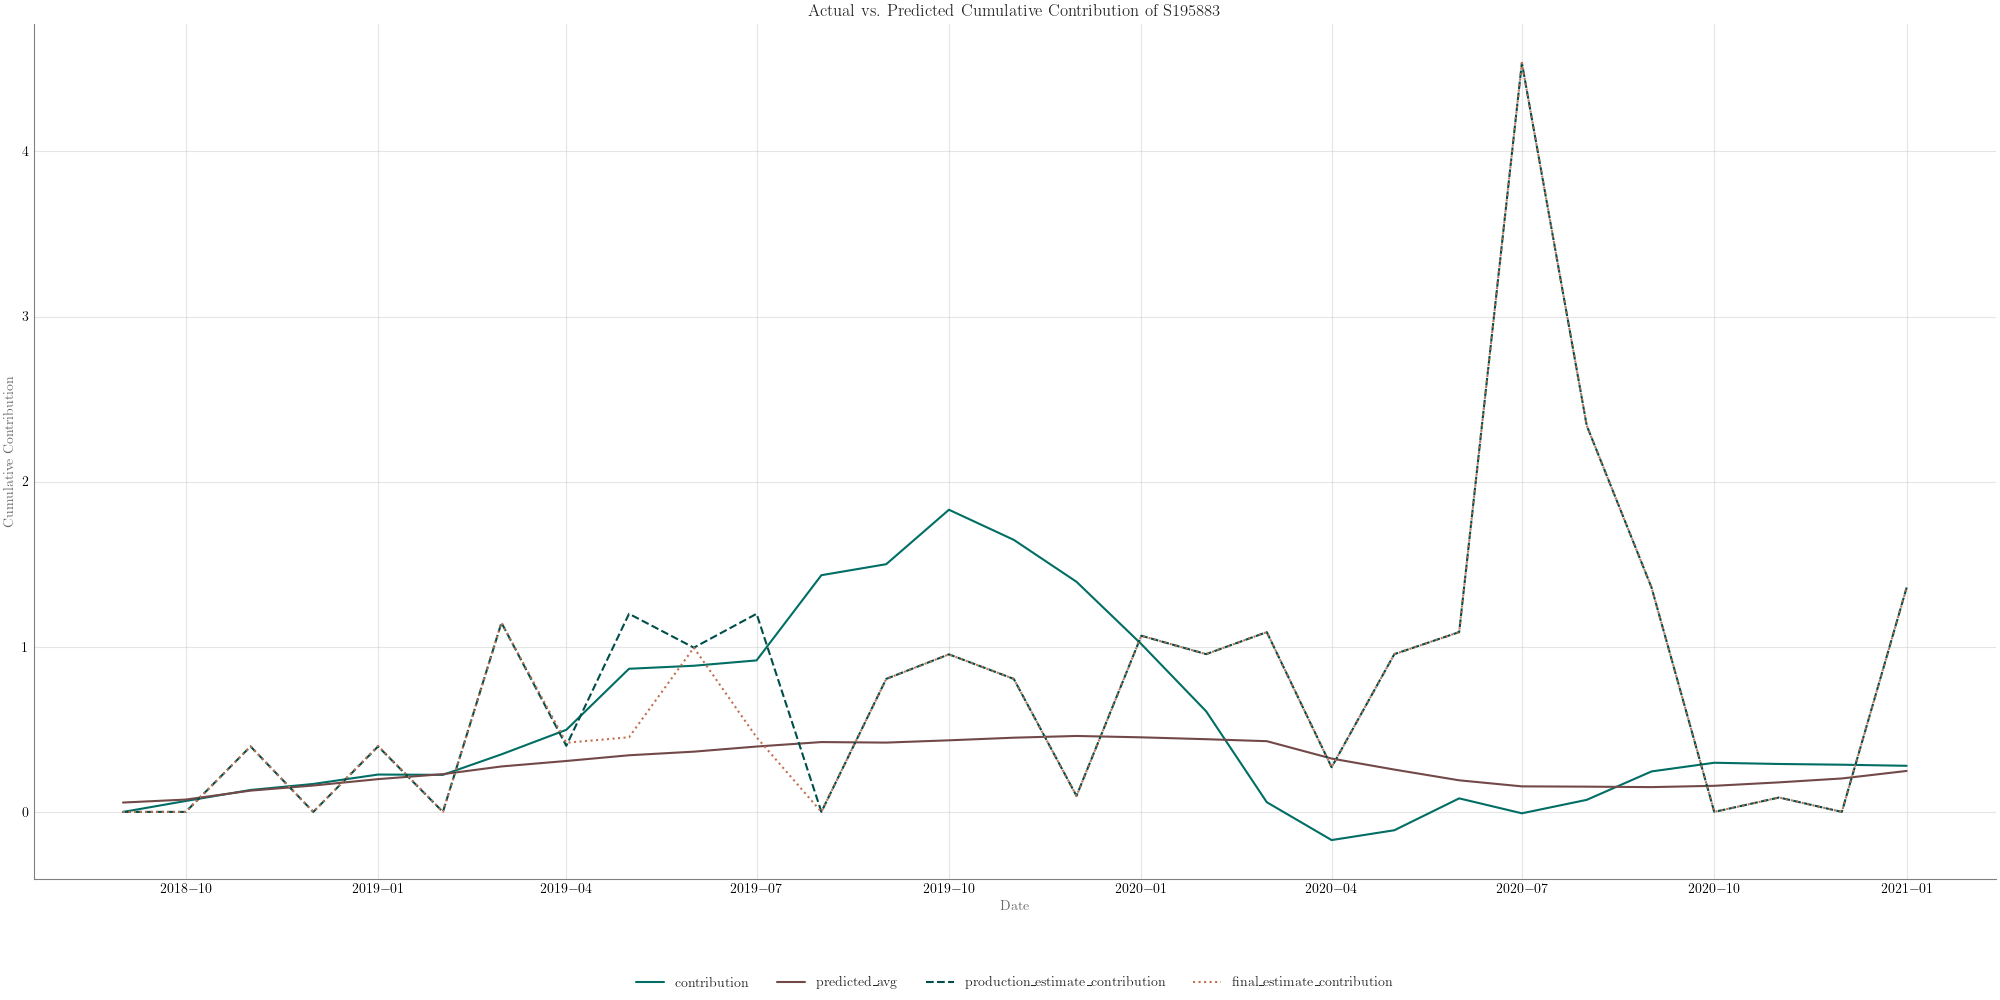 Actual vs. Predicted Cumulative Contribution of S195883
Cumulative Contribution
4
3
2
1
0
2018−10 2019−01 2019−04 2019−07 2019−10 2020−01 2020−04 2020−07 2020−10 2021−01
Date
contribution predicted_avg production_estimate_contribution final_estimate_contribution